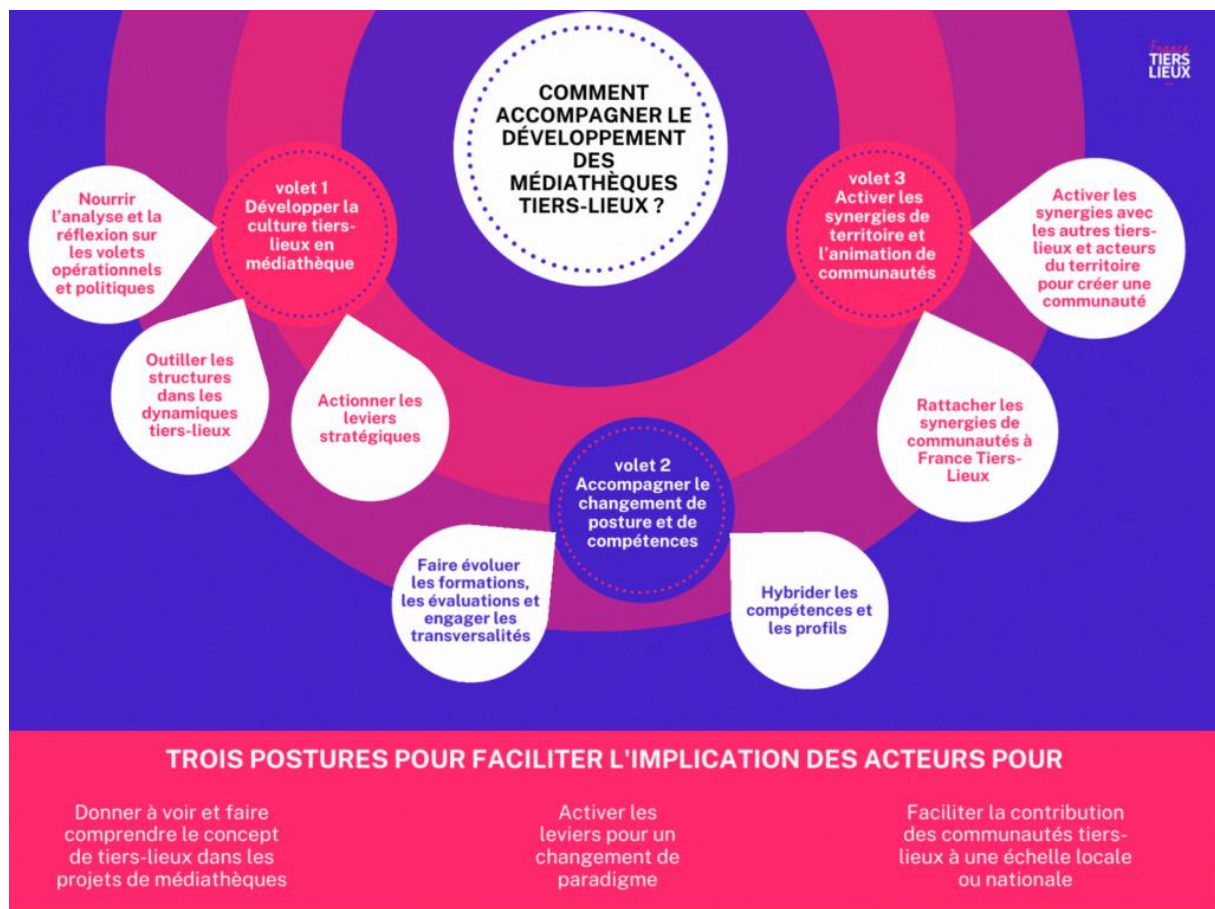 France
TIERS
LIEUX
COMMENT
ACCOMPAGNER LE
DÉVELOPPEMENT
DES
MÉDIATHÈQUES
TIERS-LIEUX ?
volet 1
Développer la
culture tiers-
lieux en
médiathèque
Nourrir
l'analyse et la
réflexion sur
les volets
opérationnels
et politiques
Outiller les
structures
dans les
dynamiques
tiers-lieux
Actionner les
leviers
stratégiques
volet 2
Accompagner le
changement de
posture et de
compétences
Faire évoluer
les formations,
les évaluations et
engager les
transversalités
Hybrider les
compétences et
les profils
volet 3
Activer les
synergies de
territoire et
l'animation de
communautés
Activer les
synergies avec
les autres tiers-
lieux et acteurs
du territoire
pour créer une
communauté
Rattacher les
synergies de
communautés à
France Tiers-
Lieux
TROIS POSTURES POUR FACILITER L'IMPLICATION DES ACTEURS POUR
Donner à voir et faire
comprendre le concept
de tiers-lieux dans les
projets de médiathèques
Activer les
leviers pour un
changement de
paradigme
Faciliter la contribution
des communautés tiers-
lieux à une échelle locale
ou nationale